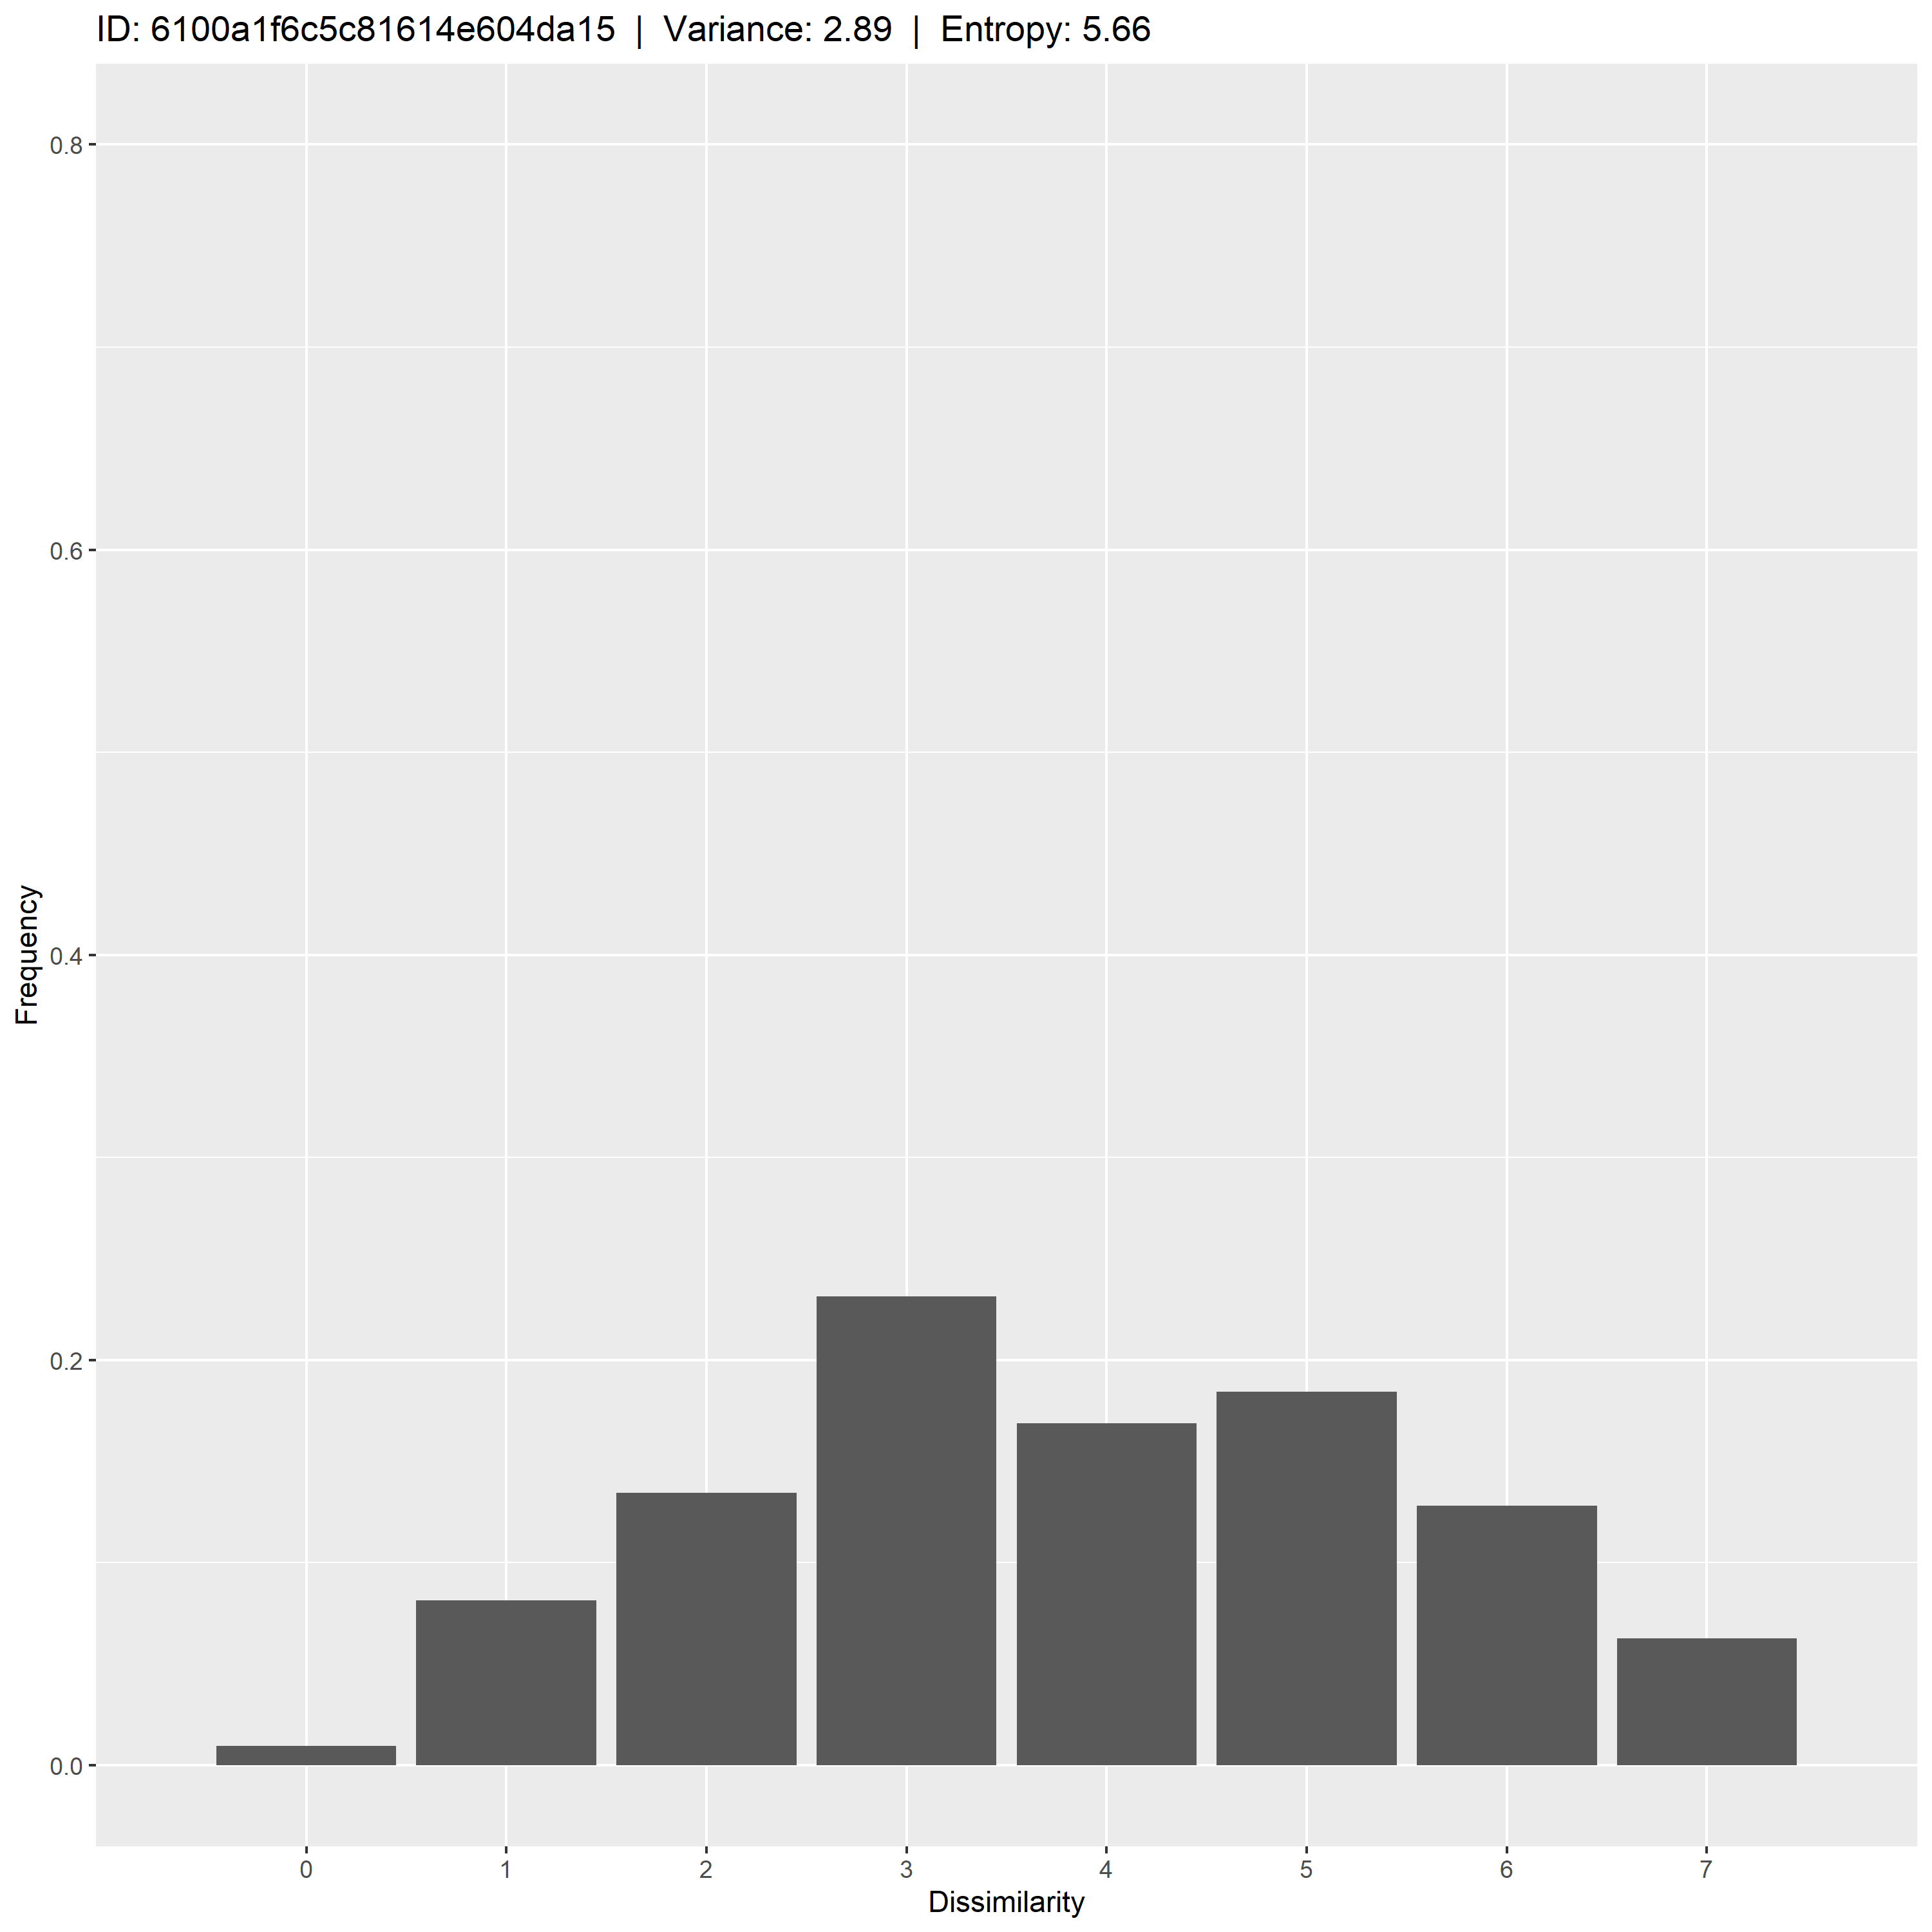 ID: 6100a1f6c5c81614e604da15 | Variance: 2.89 | Entropy: 5.66
0.8
0.6
0.4
0.2
0.0
Frequency
0 1 2 3 4 5 6 7
Dissimilarity